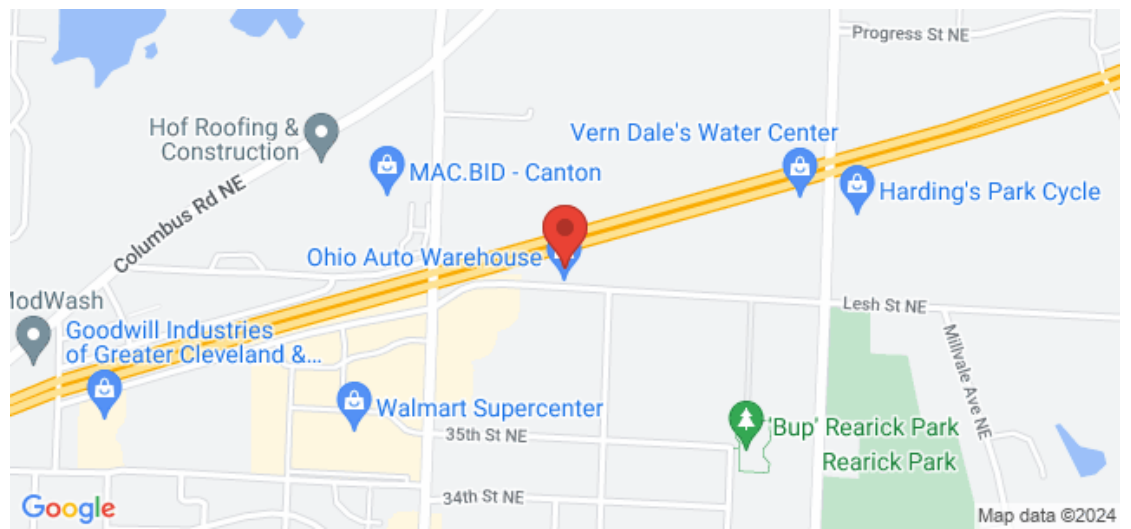 Progress St NE
Hof Roofing &
Construction
Vern Dale's Water Center
MAC.BID - Canton
Harding's Park Cycle
Columbus Rd NE
Ohio Auto Warehouse
ModWash
Lesh St NE
Goodwill Industries
of Greater Cleveland &...
Millvale Ave NE
Walmart Supercenter
35th St NE
'Bup' Rearick Park
Rearick Park
34th St NE
Google
Map data ©2024